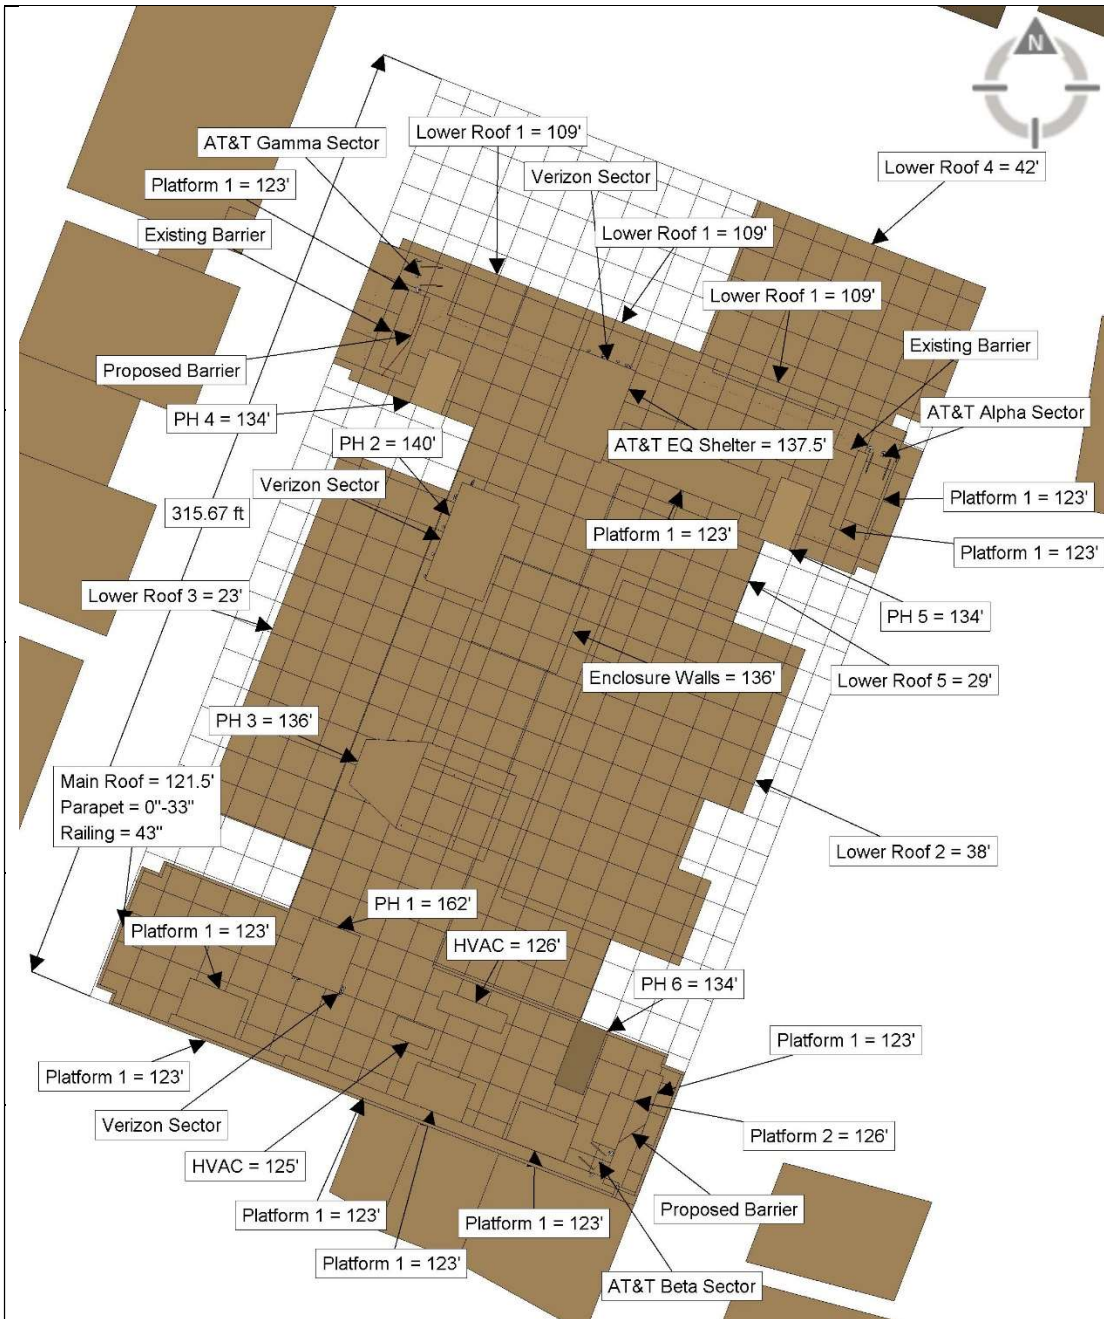 N
AT&T Gamma Sector
Lower Roof 1 = 109'
Verizon Sector
Lower Roof 4 = 42'
Platform 1 = 123'
Existing Barrier
Lower Roof 1 = 109'
Lower Roof 1 = 109'
Existing Barrier
Proposed Barrier
AT&T Alpha Sector
PH 4 = 134'
PH 2 = 140'
AT&T EQ Shelter = 137.5'
Verizon Sector
Platform 1 = 123'
315.67 ft
Platform 1 = 123'
Platform 1 = 123'
Lower Roof 3 = 23'
PH 5 = 134'
Enclosure Walls = 136'
Lower Roof 5 = 29'
PH 3 = 136'
Main Roof = 121.5'
Parapet = 0"-33"
Railing = 43"
Lower Roof 2 = 38'
PH 1 = 162'
Platform 1 = 123'
HVAC = 126'
PH 6 = 134'
Platform 1 = 123'
Platform 1 = 123'
Verizon Sector
Platform 2 = 126'
HVAC = 125'
Proposed Barrier
Platform 1 = 123'
Platform 1 = 123'
Platform 1 = 123'
AT&T Beta Sector